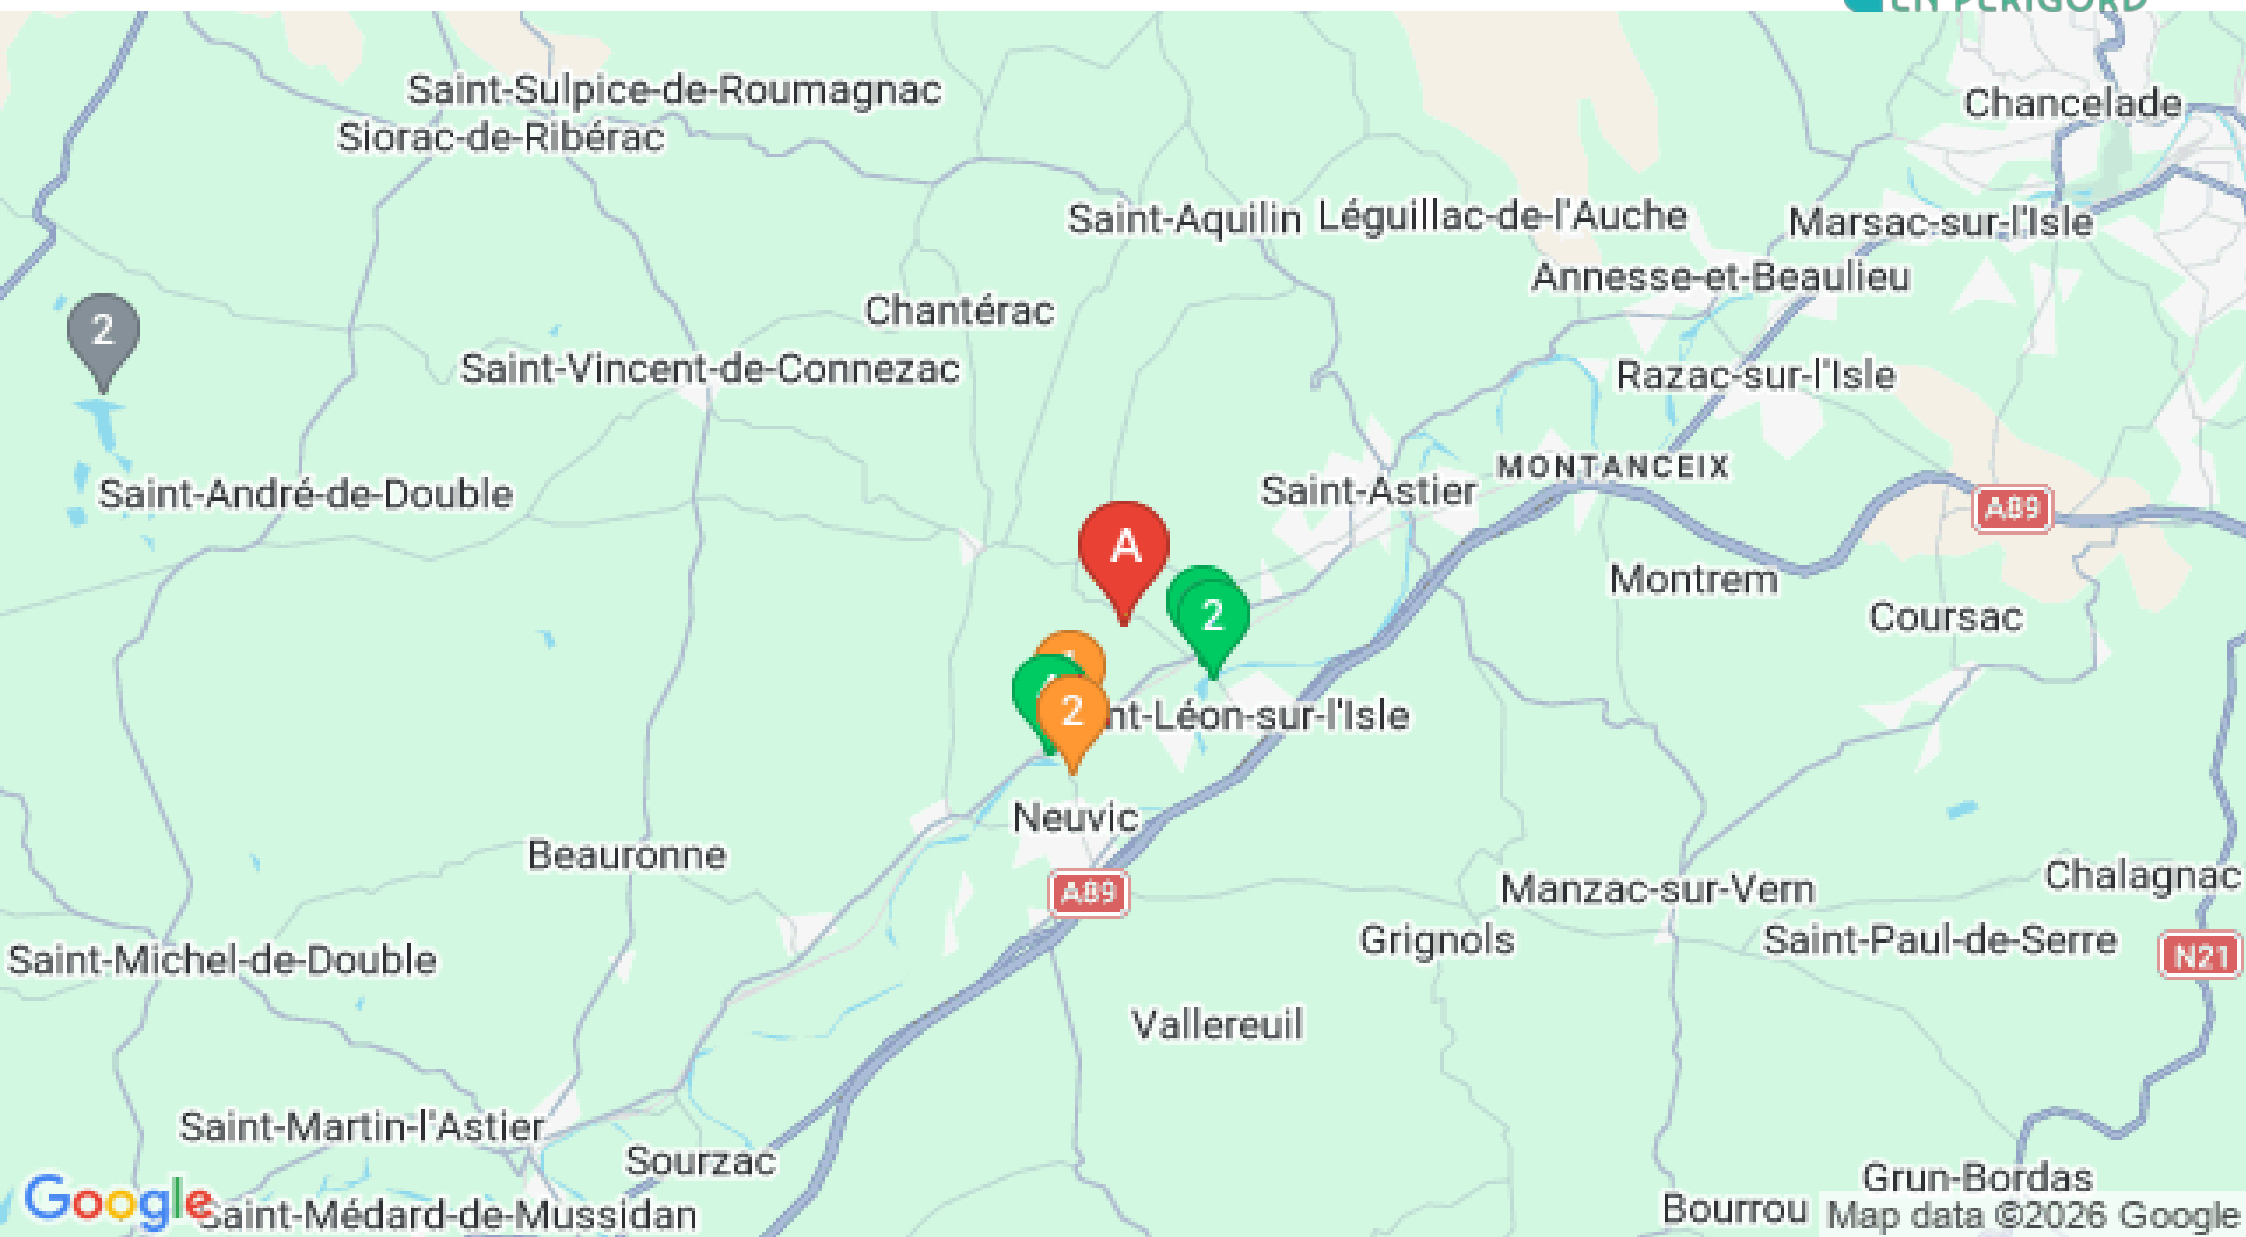 EN PÉRIGORD
Saint-Sulpice-de-Roumagnac
Chancelade
Siorac-de-Ribérac
Saint-Aquilin
Léguillac-de-l'Auche
Marsac-sur-l'Isle
Annesse-et-Beaulieu
Chantérac
2
Saint-Vincent-de-Connezac
Razac-sur-l'Isle
MONTANCEIX
Saint-Astier
Saint-André-de-Double
A89
A
Montrem
2
Coursac
2
nt-Léon-sur-l'Isle
Neuvic
Beauronne
A89
Manzac-sur-Vern
Chalagnac
Grignols
Saint-Paul-de-Serre
N21
Saint-Michel-de-Double
Vallereuil
Saint-Martin-l'Astier
Sourzac
Grun-Bordas
Google
Saint-Médard-de-Mussidan
Bourrou
Map data ©2026 Google